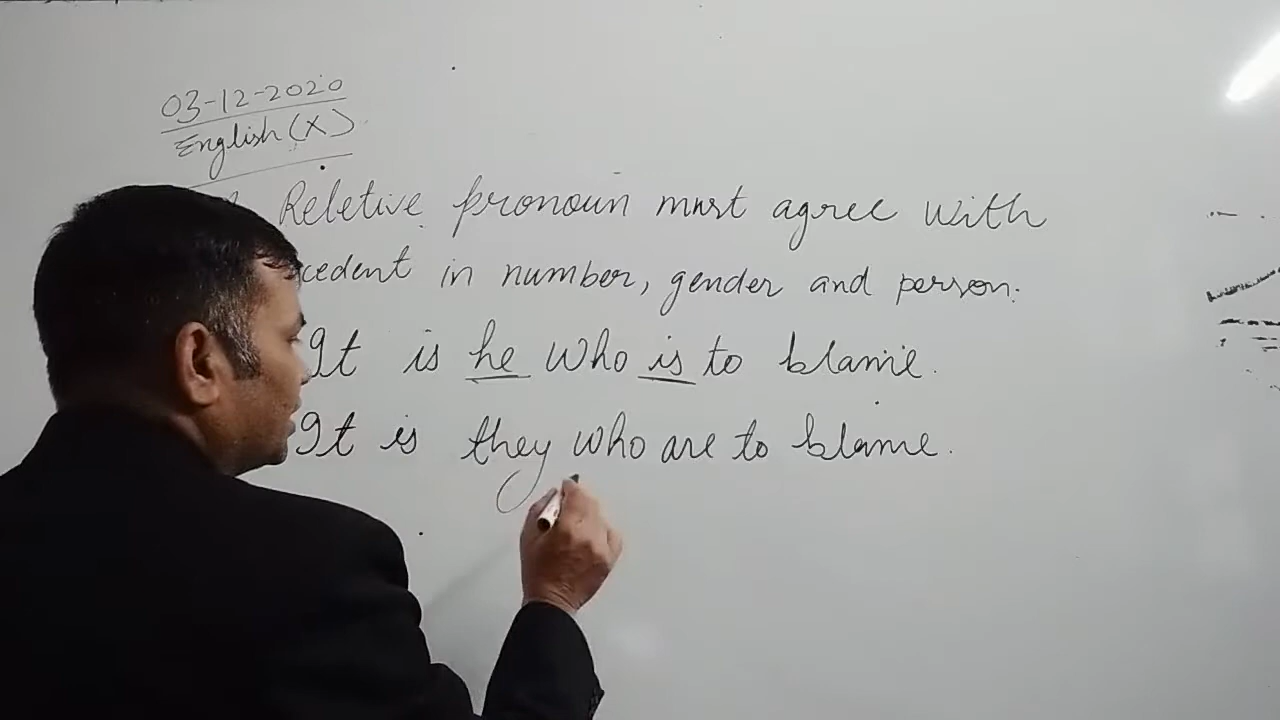 03-12-2020
English (X)
Reletive pronoun must agree with
cedent in number, gender and person.
It is he who is to blame.
It is they who are to blame.